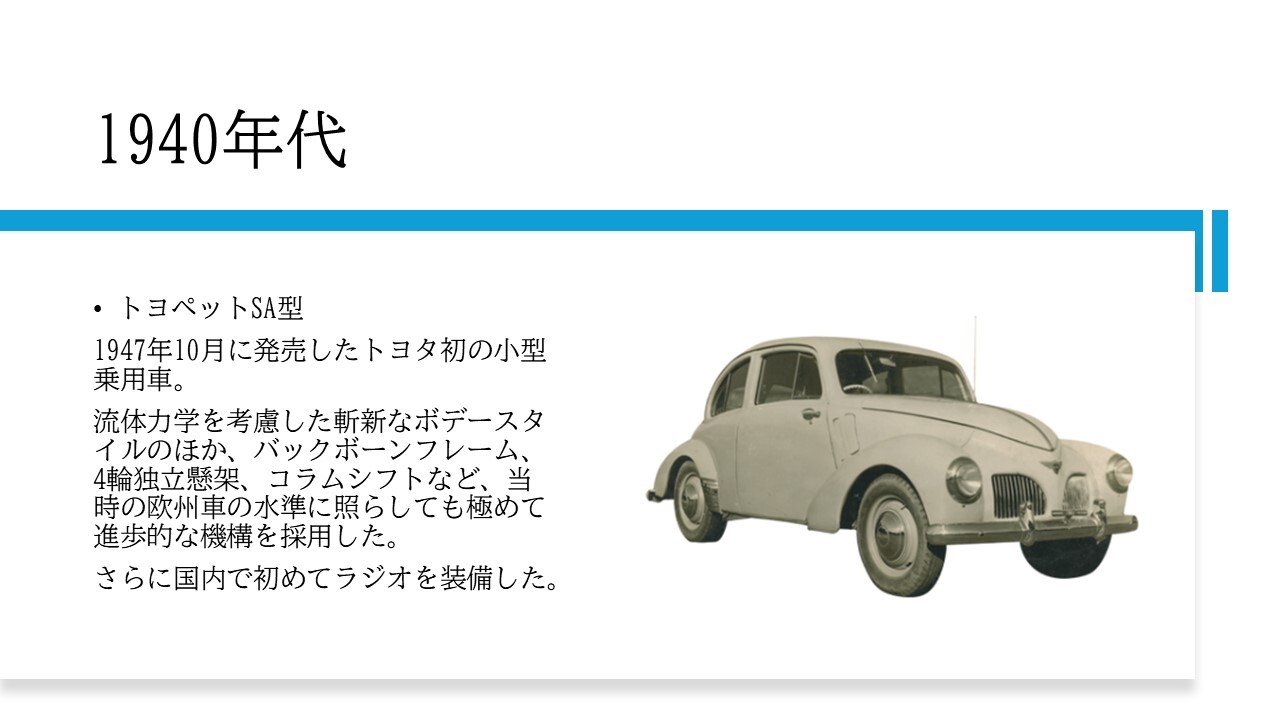 1940年代
• トヨペットSA型
1947年10月に発売したトヨタ初の小型
乗用車。
流体力学を考慮した斬新なボデースタ
イルのほか、バックボーンフレーム、
4輪独立懸架、コラムシフトなど、当
時の欧州車の水準に照らしても極めて
進歩的な機構を採用した。
さらに国内で初めてラジオを装備した。